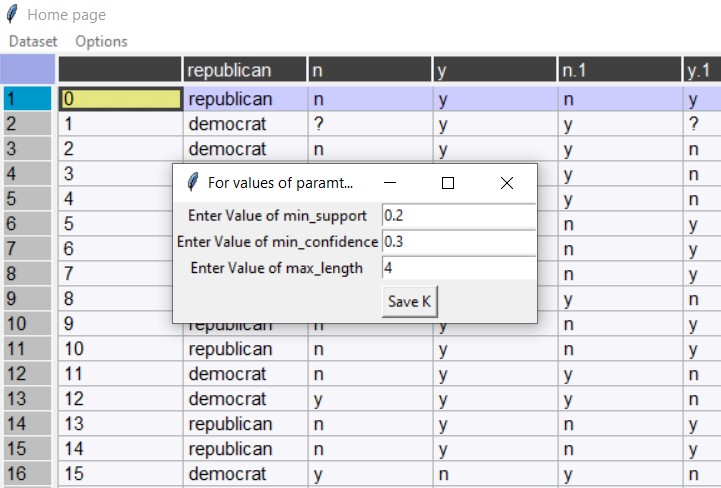 Home page
Dataset Options
republican n y n.1 y.1
1 0 republican n y n y
2 1 democrat ? y y ?
3 2 democrat n y y n
4 3 y n
5 4 y n
6 5 n y
7 6 n y
8 7 n y
9 8 y n
10 9 republican n y n y
11 10 republican n y n y
12 11 democrat n y y n
13 12 democrat y y y n
14 13 republican n y n y
15 14 republican n y n y
16 15 democrat y n y n
For values of paramt...
Enter Value of min_support 0.2
Enter Value of min_confidence 0.3
Enter Value of max_length 4
Save K